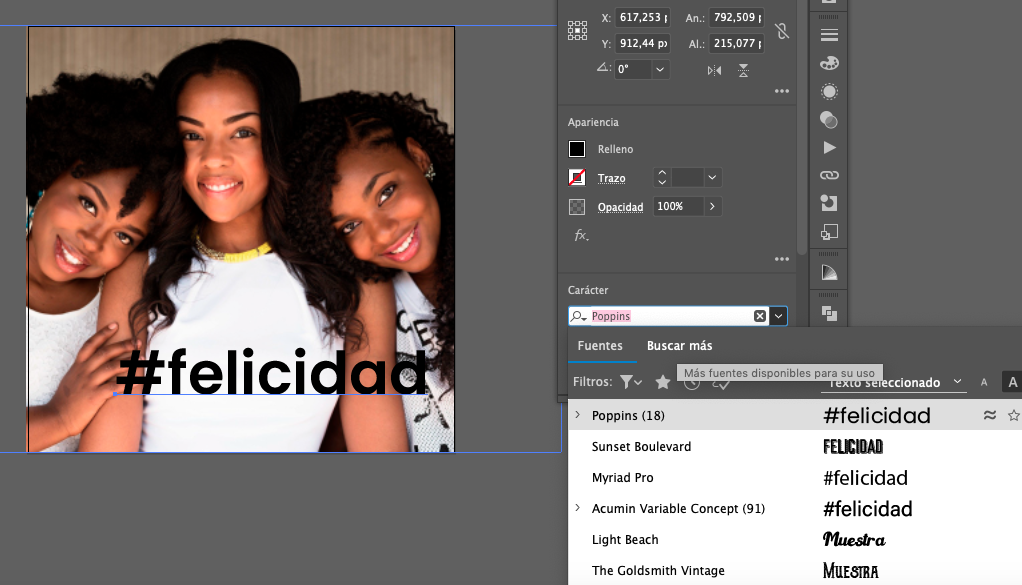 X: 617,253 p An.: 792,509 p
Y: 912,44 px Al.: 215,077 p
0°
Apariencia
Relleno
Trazo
Opacidad 100%
fx.
Carácter
Poppins
Fuentes Buscar más
Más fuentes disponibles para su uso
Filtros: Texto seleccionado A A
Poppins (18) #felicidad
Sunset Boulevard FELICIDAD
Myriad Pro #felicidad
Acumin Variable Concept (91) #felicidad
Light Beach Muestra
The Goldsmith Vintage Muestra
#felicidad